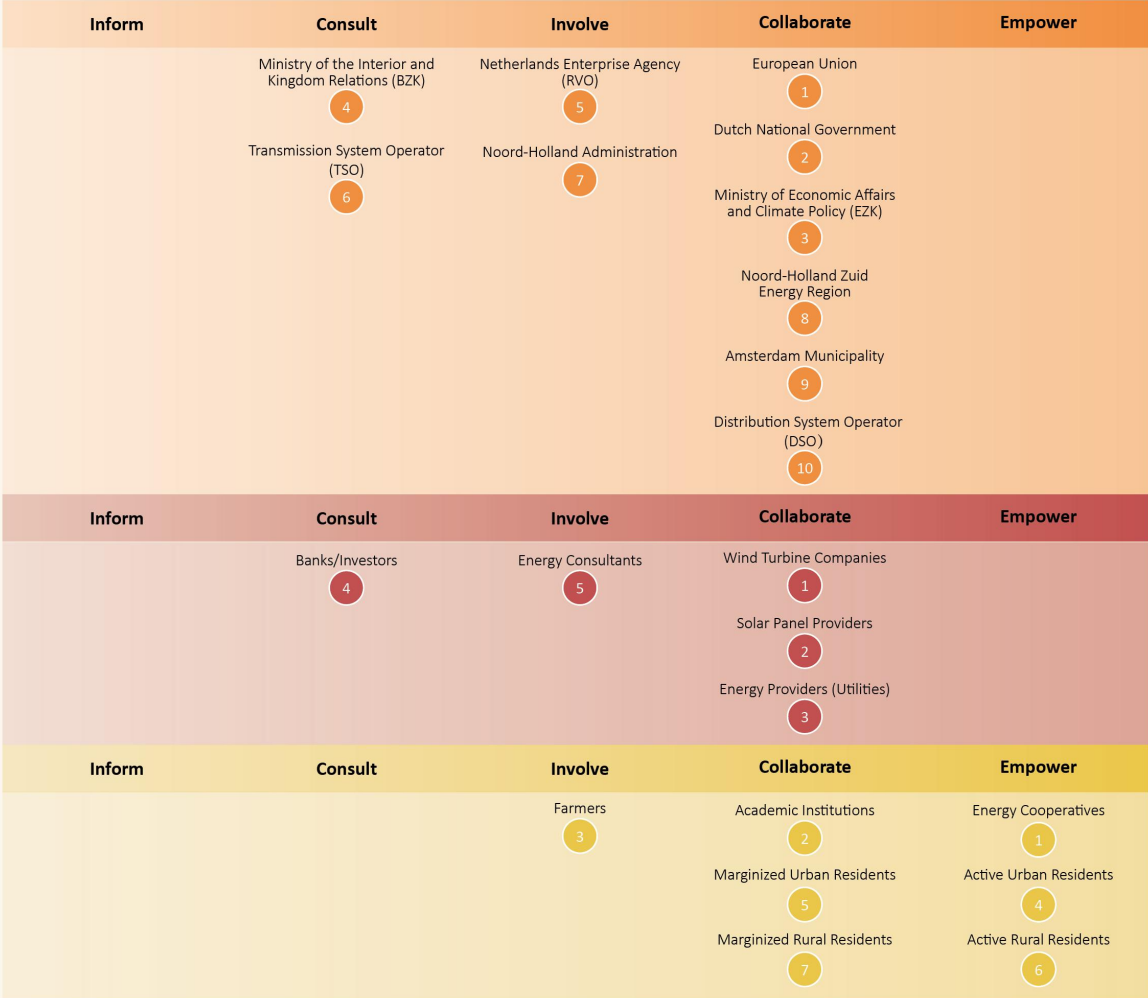 Inform
Consult
Involve
Collaborate
Empower
Ministry of the Interior and
Kingdom Relations (BZK)
4
Transmission System Operator
(TSO)
6
Netherlands Enterprise Agency
(RVO)
5
Noord-Holland Administration
7
European Union
1
Dutch National Government
2
Ministry of Economic Affairs
and Climate Policy (EZK)
3
Noord-Holland Zuid
Energy Region
8
Amsterdam Municipality
9
Distribution System Operator
(DSO)
10
Inform
Consult
Involve
Collaborate
Empower
Banks/Investors
4
Energy Consultants
5
Wind Turbine Companies
1
Solar Panel Providers
2
Energy Providers (Utilities)
3
Inform
Consult
Involve
Collaborate
Empower
Farmers
3
Academic Institutions
2
Marginized Urban Residents
5
Marginized Rural Residents
7
Energy Cooperatives
1
Active Urban Residents
4
Active Rural Residents
6